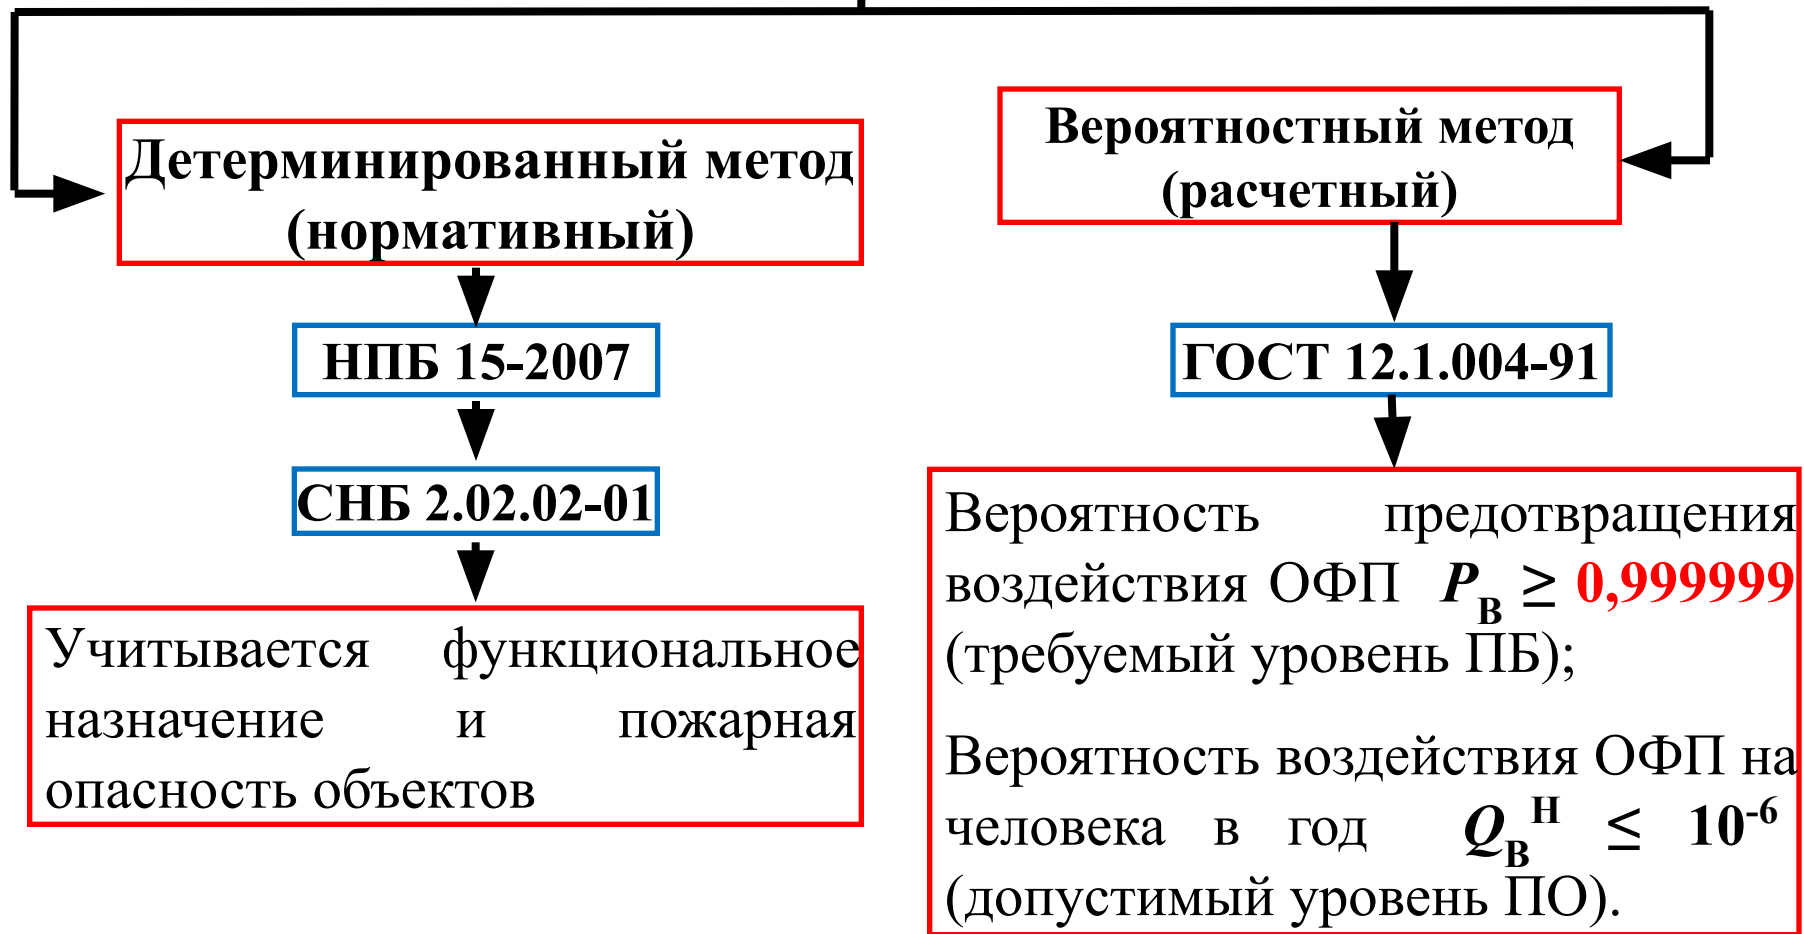 Детерминированный метод
(нормативный)
НПБ 15-2007
СНБ 2.02.02-01
Учитывается функциональное
назначение и пожарная
опасность объектов
Вероятностный метод
(расчетный)
ГОСТ 12.1.004-91
Вероятность предотвращения
воздействия ОФП P_В ≥ 0,999999
(требуемый уровень ПБ);
Вероятность воздействия ОФП на
человека в год Q_В^Н ≤ 10^-6
(допустимый уровень ПО).